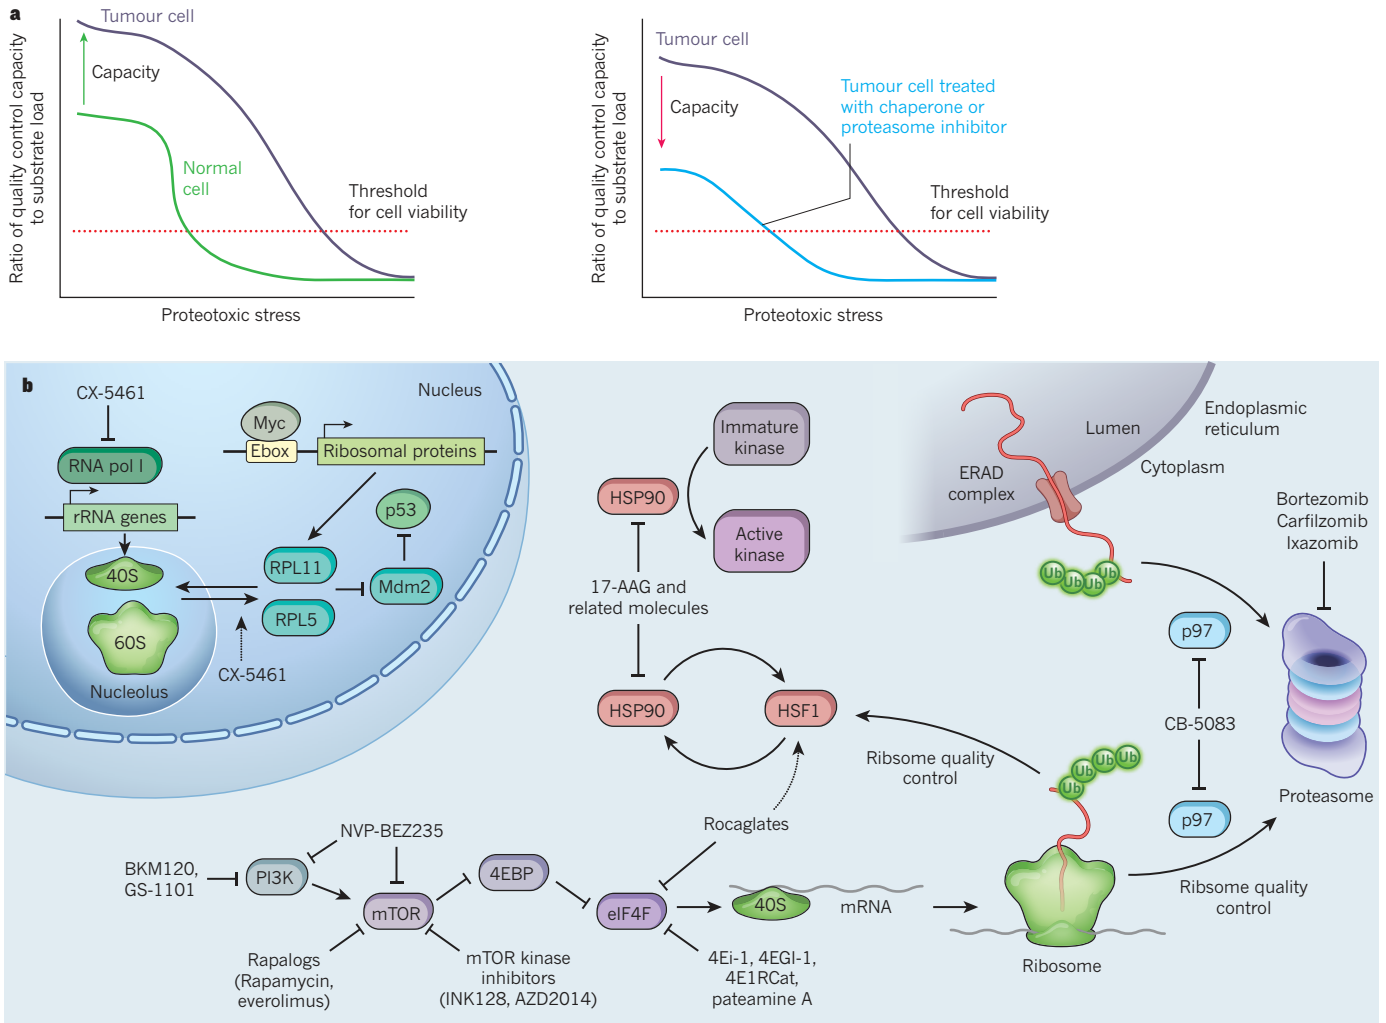 a
Ratio of quality control capacity
to substrate load
Tumour cell
Capacity
Normal
cell
Threshold
for cell viability
Proteotoxic stress
Ratio of quality control capacity
to substrate load
Tumour cell
Capacity
Tumour cell treated
with chaperone or
proteasome inhibitor
Threshold
for cell viability
Proteotoxic stress
b
Nucleus
CX-5461
RNA pol I
rRNA genes
Myc
Ebox
Ribosomal proteins
p53
RPL11
Mdm2
RPL5
40S
60S
Nucleolus
CX-5461
Immature
kinase
HSP90
Active
kinase
17-AAG and
related molecules
HSP90
HSF1
Lumen
Endoplasmic
reticulum
Cytoplasm
ERAD
complex
Ub
Ub
Ub
Ub
Bortezomib
Carfilzomib
Ixazomib
p97
CB-5083
p97
Proteasome
Ribsome quality
control
Ub
Ub
Ub
Ub
Ribsome quality
control
Rocaglates
NVP-BEZ235
BKM120,
GS-1101
PI3K
mTOR
4EBP
eIF4F
40S
mRNA
Ribosome
Rapalogs
(Rapamycin,
everolimus)
mTOR kinase
inhibitors
(INK128, AZD2014)
4Ei-1, 4EGI-1,
4E1RCat,
pateamine A